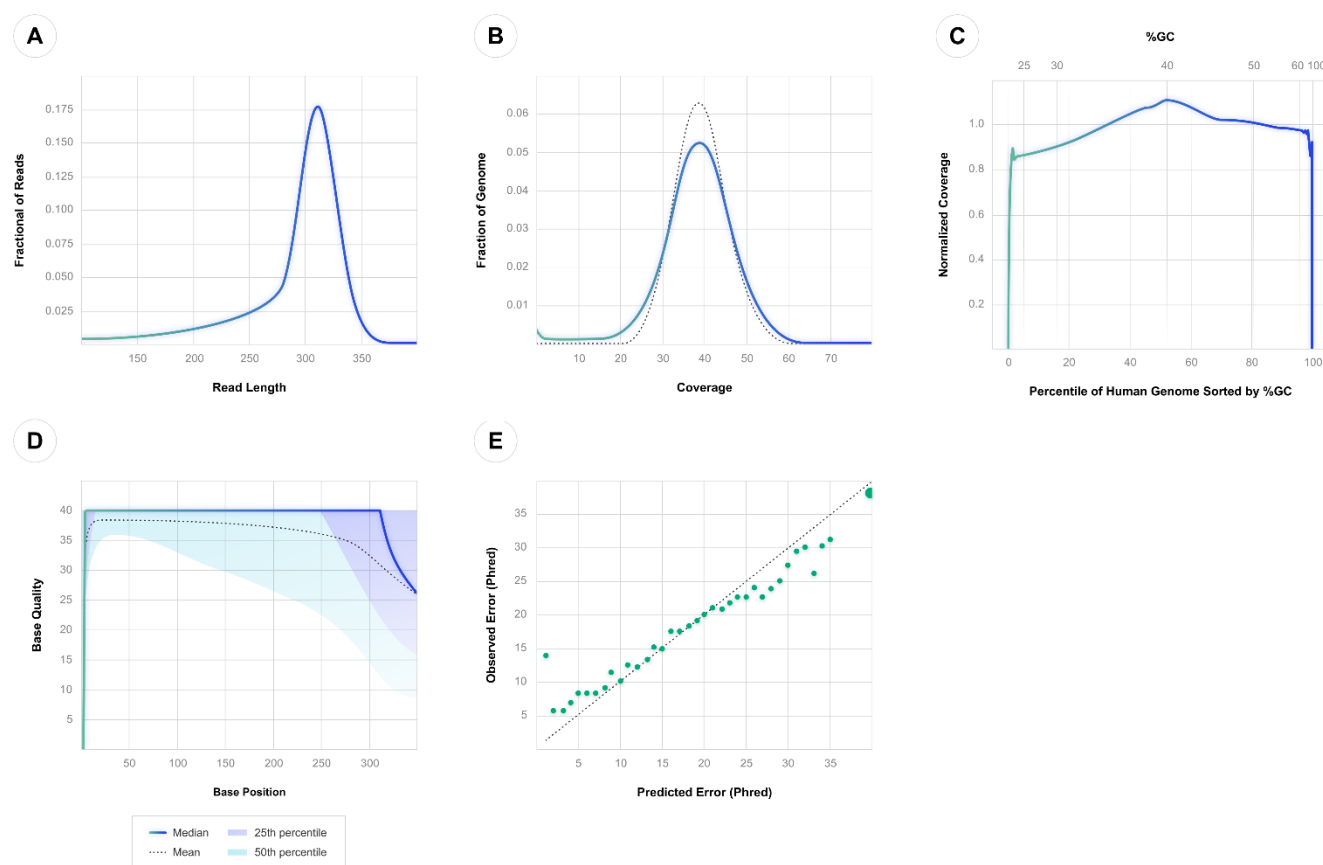 A
Fractional of Reads
0.175
0.150
0.125
0.100
0.075
0.050
0.025
150 200 250 300 350
Read Length
B
Fraction of Genome
0.06
0.05
0.04
0.03
0.02
0.01
10 20 30 40 50 60 70
Coverage
C
%GC
25 30 40 50 60 100
Normalized Coverage
1.0
0.8
0.6
0.4
0.2
0 20 40 60 80 100
Percentile of Human Genome Sorted by %GC
D
Base Quality
40
35
30
25
20
15
10
5
50 100 150 200 250 300
Base Position
Median 25th percentile
Mean 50th percentile
E
Observed Error (Phred)
35
30
25
20
15
10
5
5 10 15 20 25 30 35
Predicted Error (Phred)